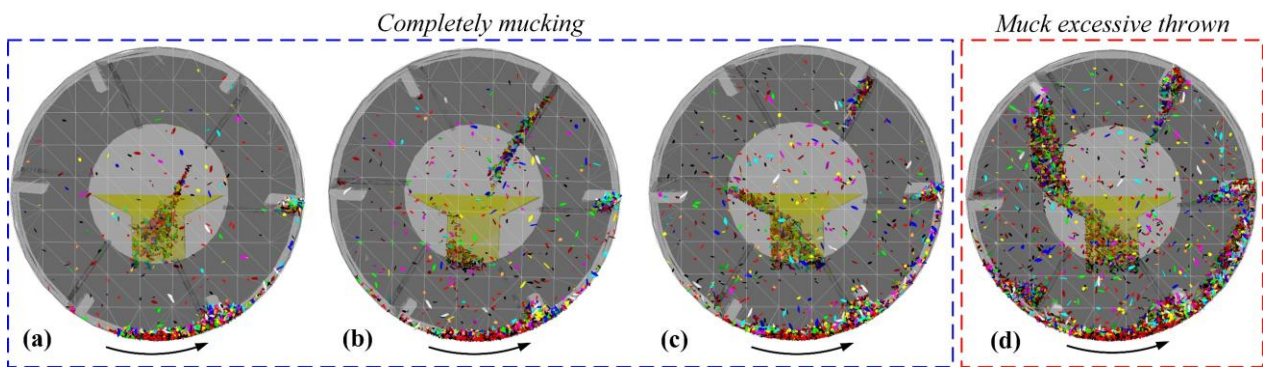 Completely mucking
Muck excessive thrown
(a)
(b)
(c)
(d)